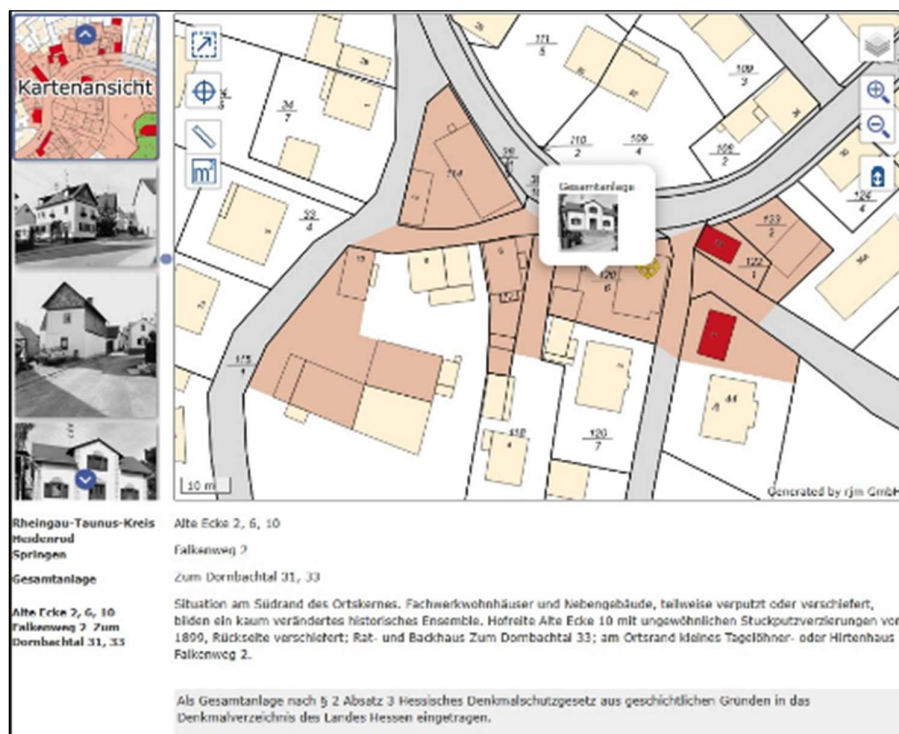 Kartenansicht
Gesamtanlage
10 m
Generated by rjm GmbH
Rheingau-Taunus-Kreis
Heidenrod
Springen
Gesamtanlage
Alte Ecke 2, 6, 10
Falkenweg 2 Zum
Dornbachtal 31, 33
Alte Ecke 2, 6, 10
Falkenweg 2
Zum Dornbachtal 31, 33
Situation am Südrand des Ortskernes. Fachwerkwohnhäuser und Nebengebäude, teilweise verputzt oder verschiefert,
bilden ein kaum verändertes historisches Ensemble. Hofreite Alte Ecke 10 mit ungewöhnlichen Stuckputzverzierungen von
1899, Rückseite verschiefert; Rat- und Backhaus Zum Dornbachtal 33; am Ortsrand kleines Tagelöhner- oder Hirtenhaus
Falkenweg 2.
Als Gesamtanlage nach § 2 Absatz 3 Hessisches Denkmalschutzgesetz aus geschichtlichen Gründen in das
Denkmalverzeichnis des Landes Hessen eingetragen.